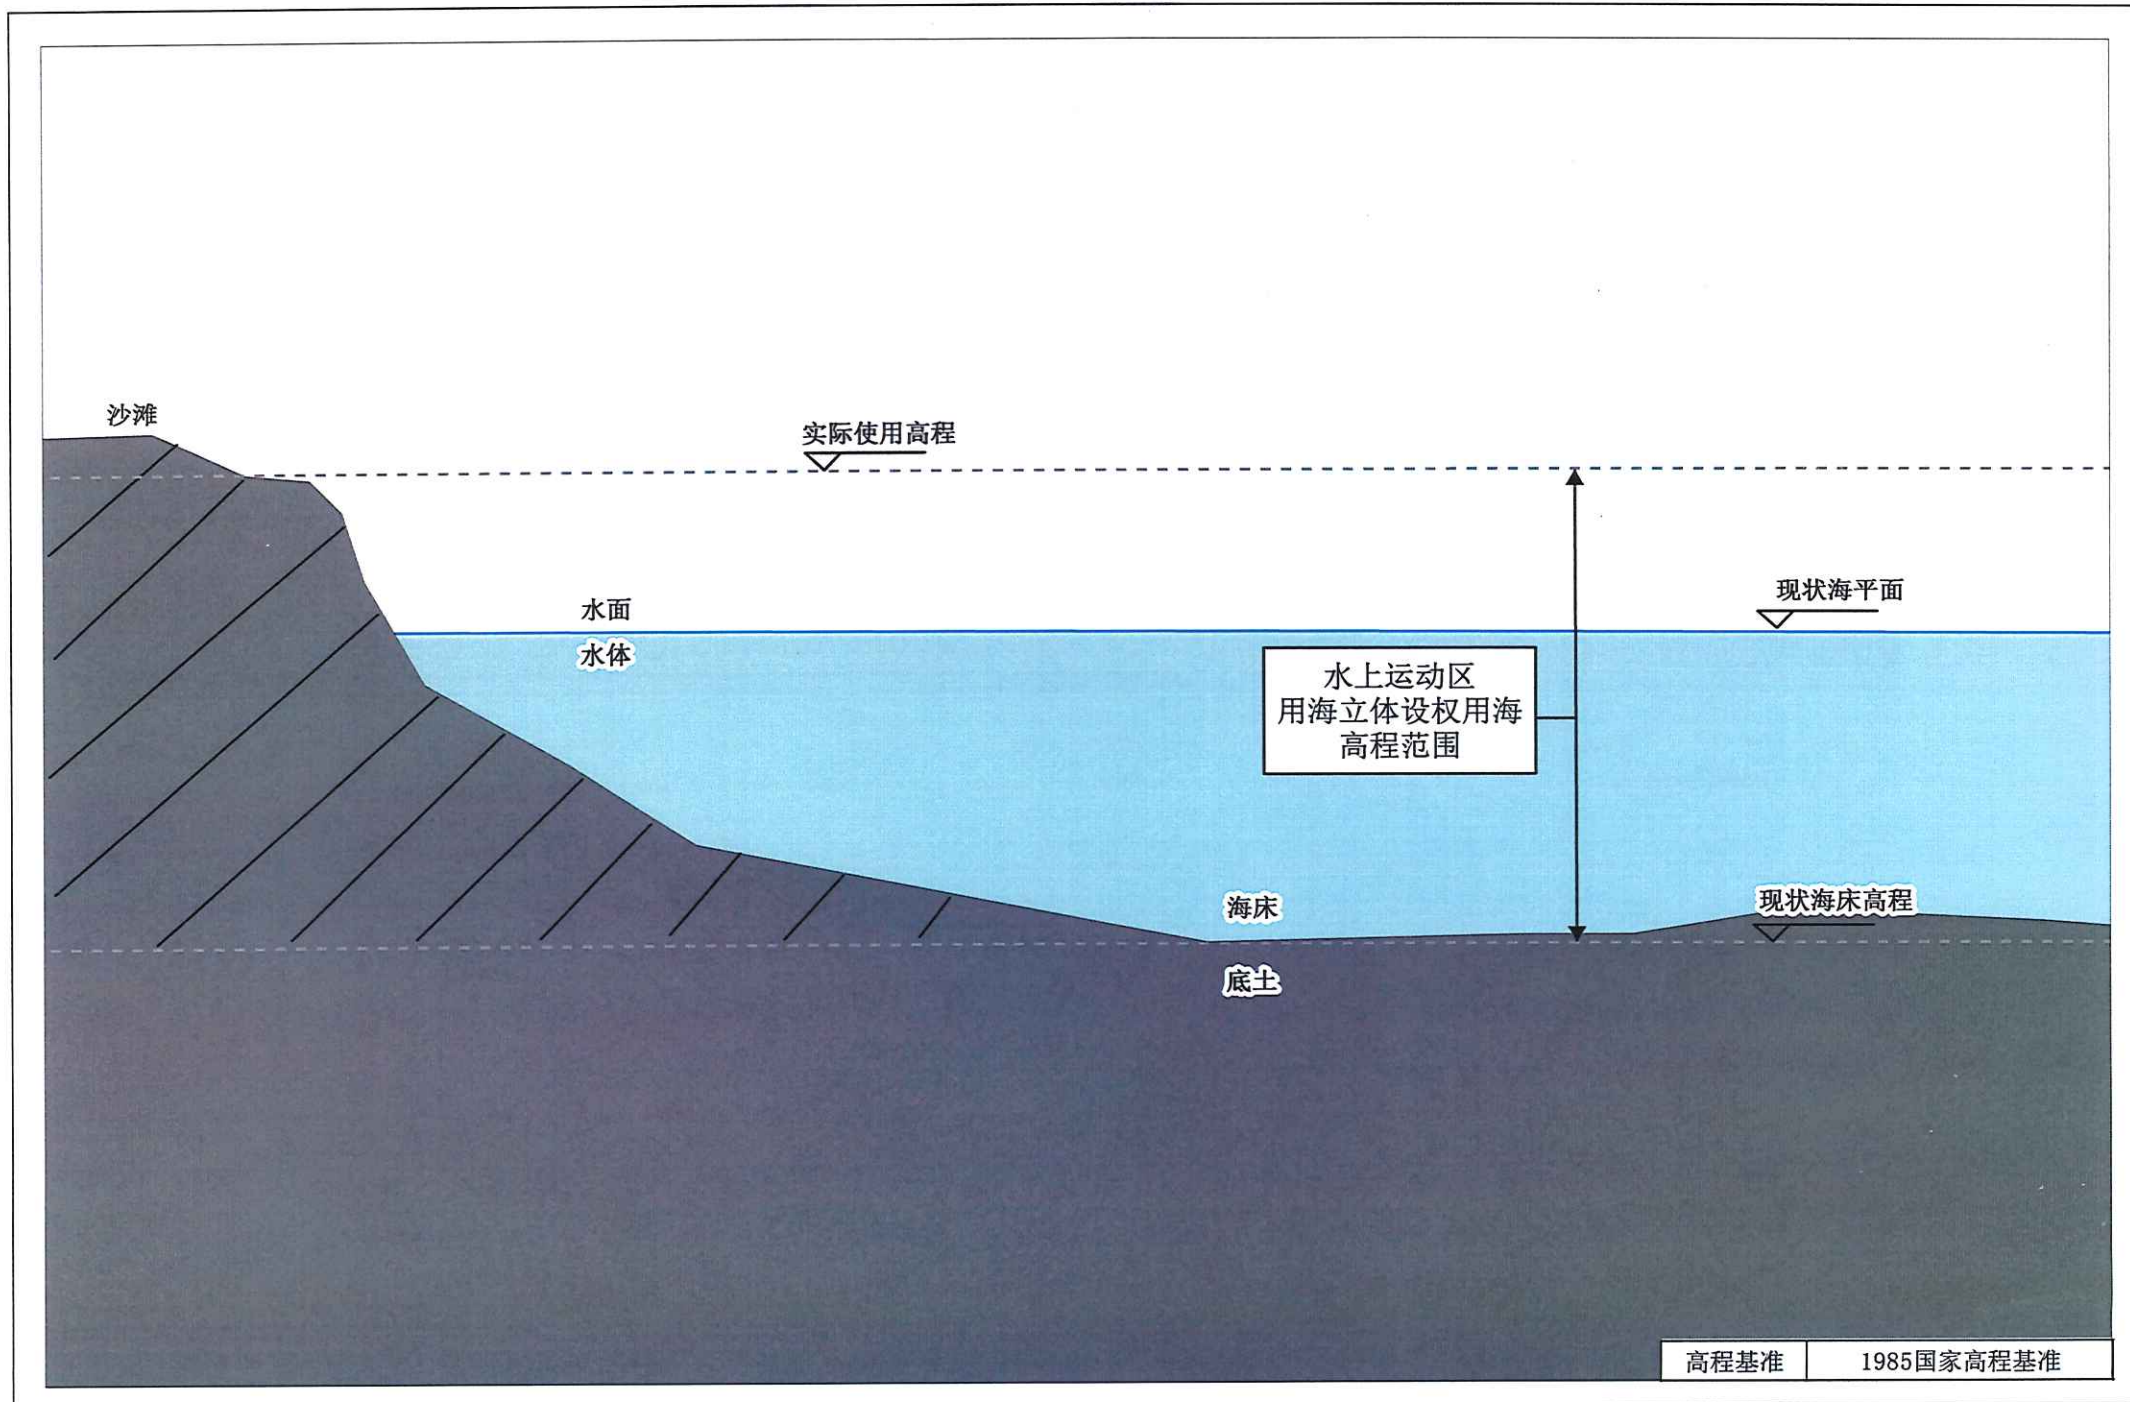 沙滩
实际使用高程
现状海平面
水面
水体
水上运动区
用海立体设权用海
高程范围
现状海床高程
海床
底土
高程基准
1985国家高程基准